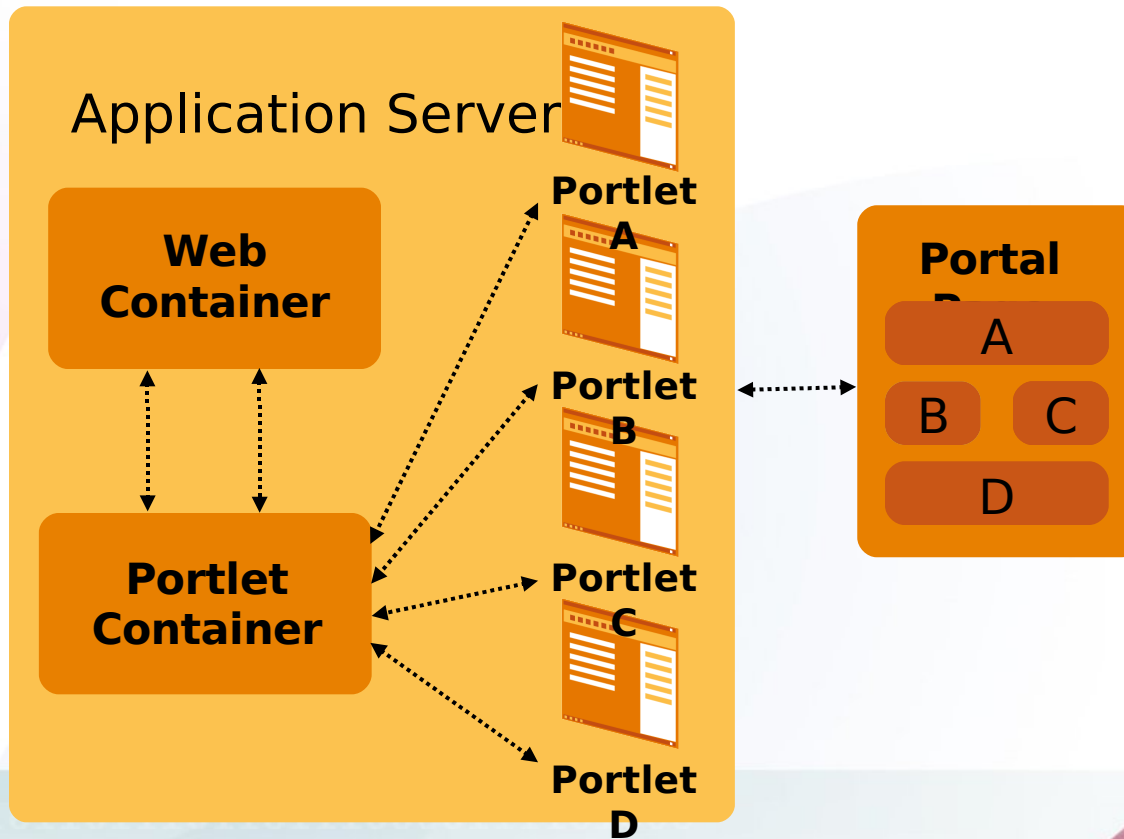 Application Server
Web
Container
Portlet
Container
Portlet
A
Portlet
B
Portlet
C
Portlet
D
Portal
A
B
C
D